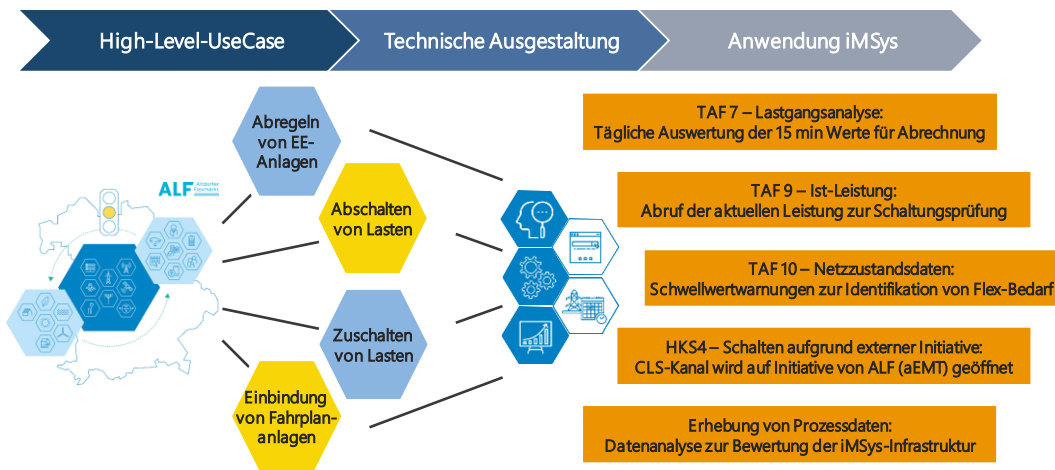 High-Level-UseCase
Technische Ausgestaltung
Anwendung iMSys
ALF Altdorfer
Flexmarkt
Abregeln
von EE-
Anlagen
Abschalten
von Lasten
Zuschalten
von Lasten
Einbindung
von Fahrplan-
anlagen
TAF 7 – Lastganganalyse:
Tägliche Auswertung der 15 min Werte für Abrechnung
TAF 9 – Ist-Leistung:
Abruf der aktuellen Leistung zur Schaltungsprüfung
TAF 10 – Netzzustandsdaten:
Schwellwertwarnungen zur Identifikation von Flex-Bedarf
HKS4 – Schalten aufgrund externer Initiative:
CLS-Kanal wird auf Initiative von ALF (aEMT) geöffnet
Erhebung von Prozessdaten:
Datenanalyse zur Bewertung der iMSys-Infrastruktur